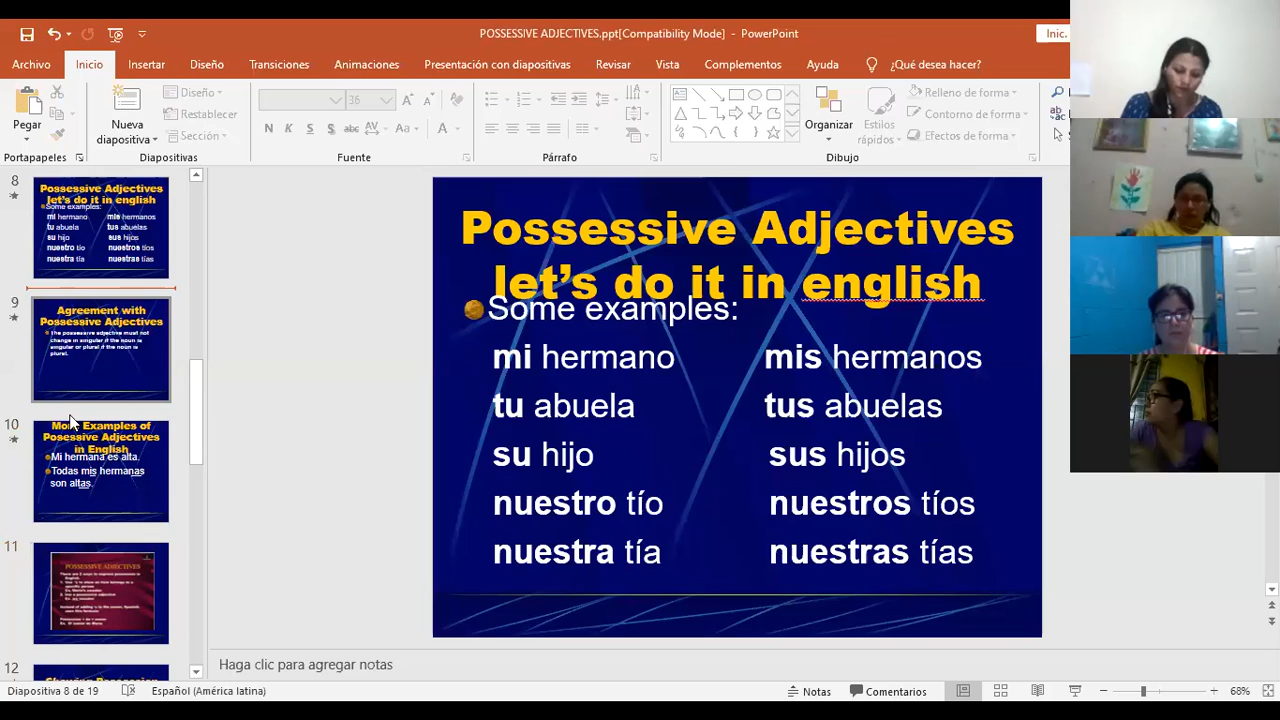 POSSESSIVE ADJECTIVES.ppt[Compatibility Mode] - PowerPoint
Inic.
Archivo Inicio Insertar Diseño Transiciones Animaciones Presentación con diapositivas Revisar Vista Complementos Ayuda ¿Qué desea hacer?
Pegar
Nueva diapositiva
Diseño
Restablecer
Sección
36
N K S abc AV Aa A
Organizar
Estilos rápidos
Relleno de forma
Contorno de forma
Efectos de forma
Portapapeles Diapositivas Fuente Párrafo Dibujo
8
Possessive Adjectives
let's do it in english
Some examples:
mi hermano mis hermanos
tu abuela tus abuelas
su hijo sus hijos
nuestro tío nuestros tíos
nuestra tía nuestras tías
9
Agreement with
Possessive Adjectives
The possessive adjective must not
change in singular if the noun is
singular or plural if the noun is
plural.
10
More Examples of
Posessive Adjectives
in English
Mi hermana es alta.
Todas mis hermanas
son altas.
11
POSSESSIVE ADJECTIVES
12
Showing Possession
Possessive Adjectives
let's do it in english
Some examples:
mi hermano mis hermanos
tu abuela tus abuelas
su hijo sus hijos
nuestro tío nuestros tíos
nuestra tía nuestras tías
Haga clic para agregar notas
Diapositiva 8 de 19 Español (América latina) Notas Comentarios 68%